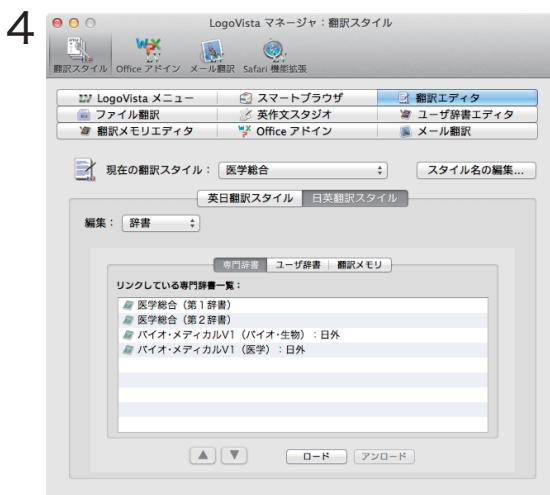 4
LogoVista マネージャ：翻訳スタイル
翻訳スタイル Office アドイン メール翻訳 Safari 機能拡張
LogoVista メニュー スマートブラウザ 翻訳エディタ
ファイル翻訳 英作文スタジオ ユーザ辞書エディタ
翻訳メモリエディタ Office アドイン メール翻訳
現在の翻訳スタイル： 医学総合 スタイル名の編集...
英日翻訳スタイル 日英翻訳スタイル
編集： 辞書
専門辞書 ユーザ辞書 翻訳メモリ
リンクしている専門辞書一覧：
医学総合（第１辞書）
医学総合（第２辞書）
バイオ・メディカルV1（バイオ・生物）：日外
バイオ・メディカルV1（医学）：日外
ロード アンロード